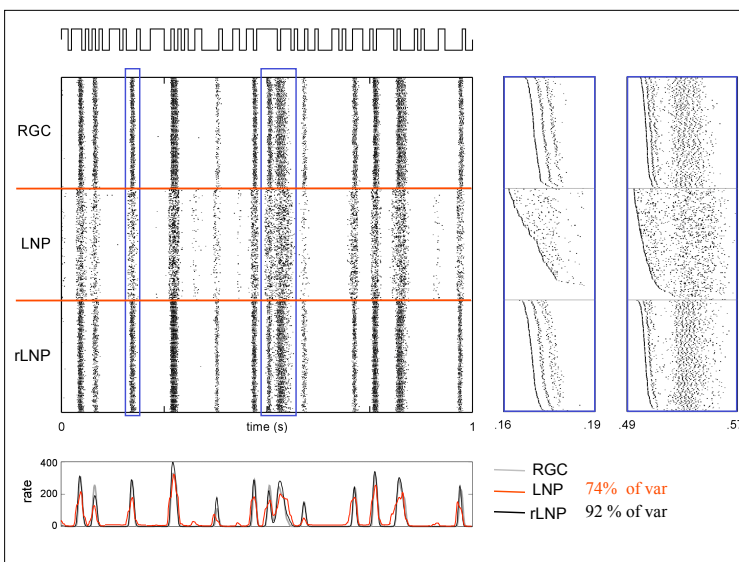 RGC
LNP
rLNP
0 time (s) 1
.16 .19 .49 .57
400
200
0
rate
RGC
LNP 74% of var
rLNP 92 % of var